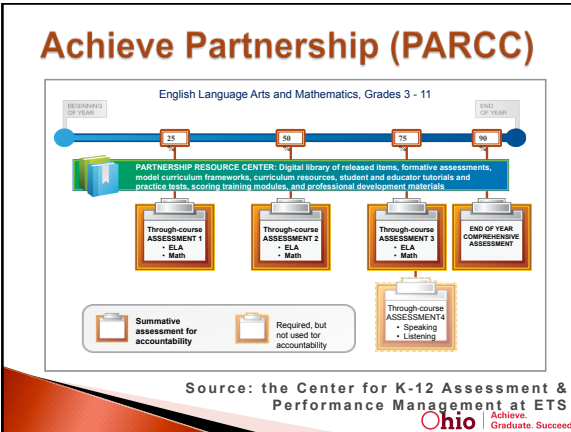 Achieve Partnership (PARCC)
English Language Arts and Mathematics, Grades 3 - 11
BEGINNING
OF YEAR
END
OF YEAR
25
%
50
%
75
%
90
%
PARTNERSHIP RESOURCE CENTER: Digital library of released items, formative assessments,
model curriculum frameworks, curriculum resources, student and educator tutorials and
practice tests, scoring training modules, and professional development materials
Through-course
ASSESSMENT 1
• ELA
• Math
Through-course
ASSESSMENT 2
• ELA
• Math
Through-course
ASSESSMENT 3
• ELA
• Math
END OF YEAR
COMPREHENSIVE
ASSESSMENT
Through-course
ASSESSMENT4
• Speaking
• Listening
Summative
assessment for
accountability
Required, but
not used for
accountability
Source: the Center for K-12 Assessment &
Performance Management at ETS
Ohio
Achieve.
Graduate. Succeed